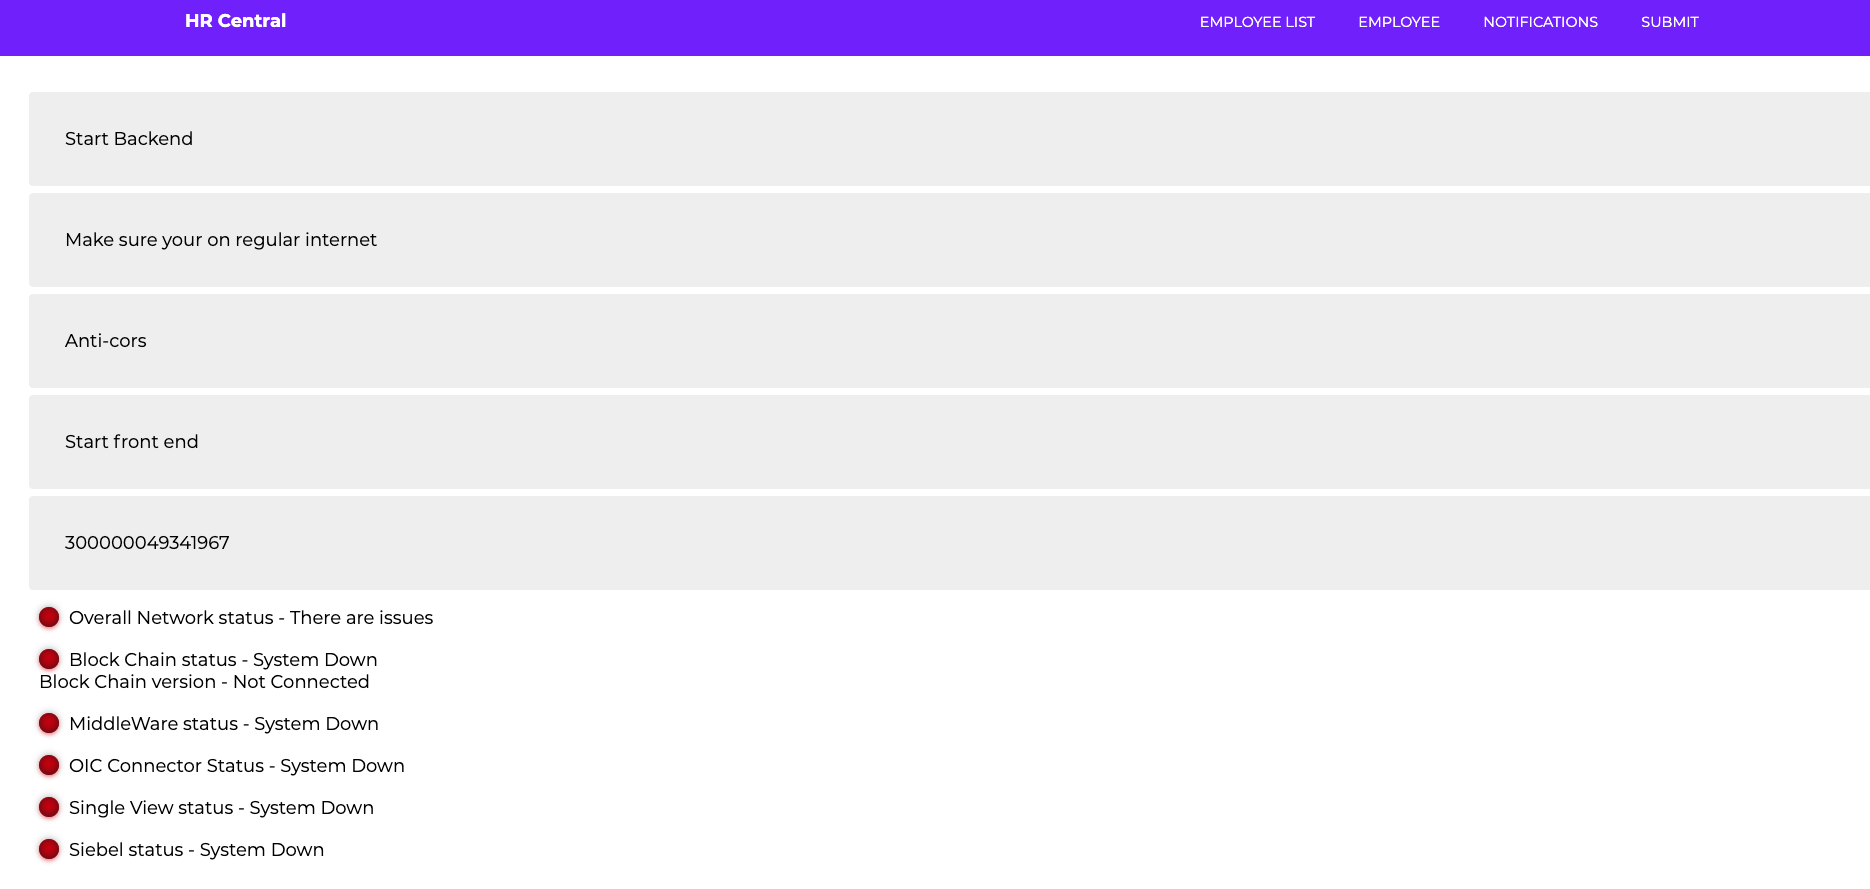 HR Central
EMPLOYEE LIST EMPLOYEE NOTIFICATIONS SUBMIT
Start Backend
Make sure your on regular internet
Anti-cors
Start front end
300000049341967
Overall Network status - There are issues
Block Chain status - System Down
Block Chain version - Not Connected
MiddleWare status - System Down
OIC Connector Status - System Down
Single View status - System Down
Siebel status - System Down